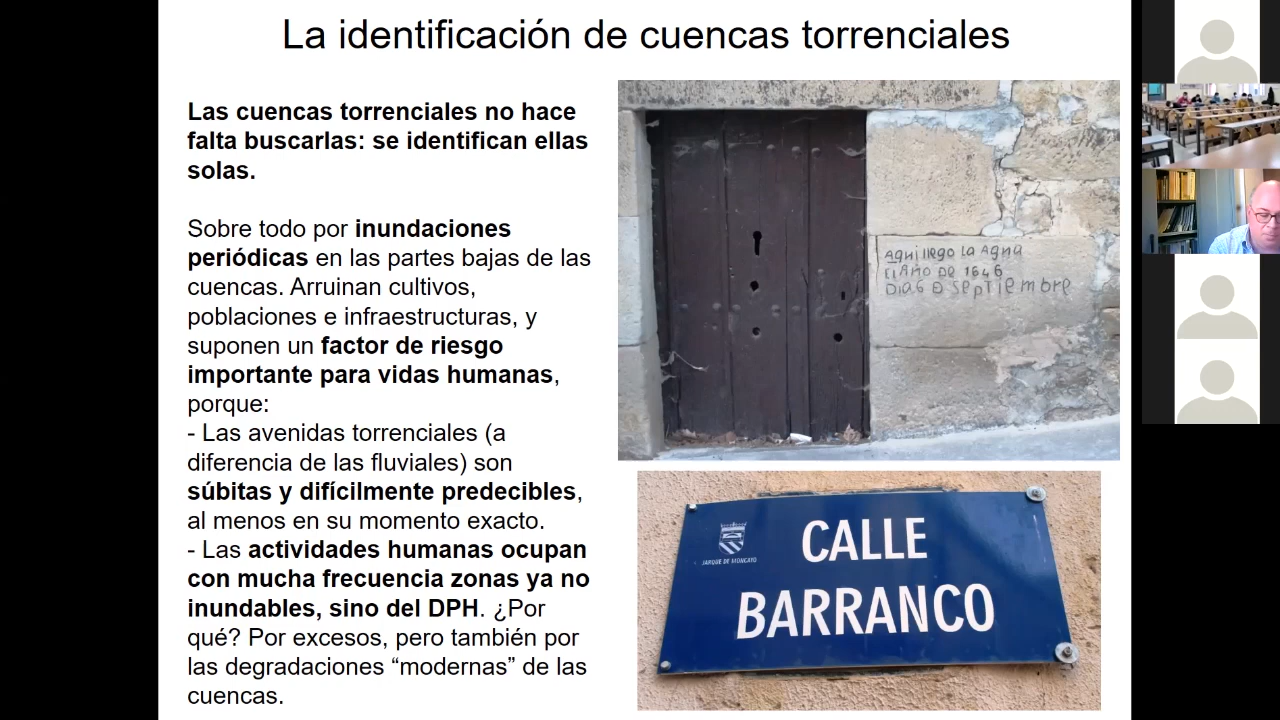 La identificación de cuencas torrenciales
Las cuencas torrenciales no hace
falta buscarlas: se identifican ellas
solas.
Sobre todo por inundaciones
periódicas en las partes bajas de las
cuencas. Arruinan cultivos,
poblaciones e infraestructuras, y
suponen un factor de riesgo
importante para vidas humanas,
porque:
- Las avenidas torrenciales (a
diferencia de las fluviales) son
súbitas y difícilmente predecibles,
al menos en su momento exacto.
- Las actividades humanas ocupan
con mucha frecuencia zonas ya no
inundables, sino del DPH. ¿Por
qué? Por excesos, pero también por
las degradaciones “modernas” de las
cuencas.
Aqui llego la Agua
El Año DE 1646
Dia 6 D Septiembre
JARQUE DE MONCAYO
CALLE
BARRANCO